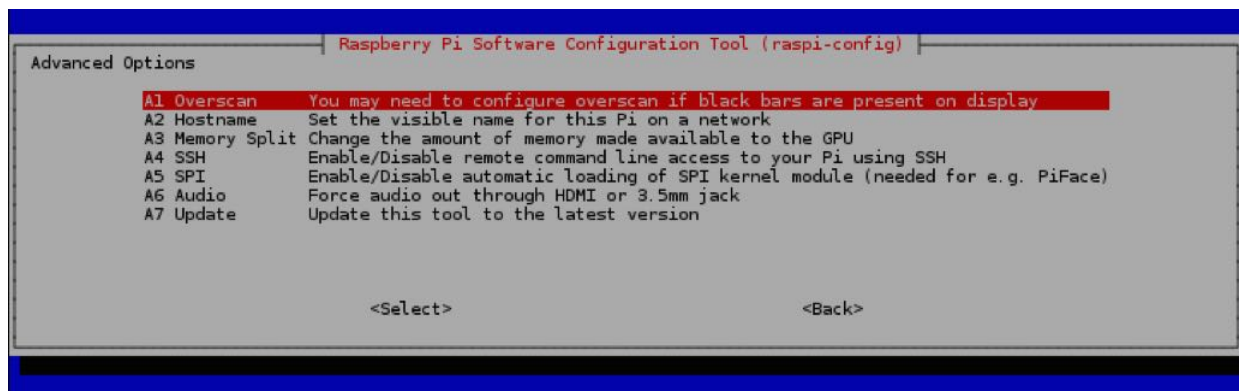 Raspberry Pi Software Configuration Tool (raspi-config)
Advanced Options
A1 Overscan You may need to configure overscan if black bars are present on display
A2 Hostname Set the visible name for this Pi on a network
A3 Memory Split Change the amount of memory made available to the GPU
A4 SSH Enable/Disable remote command line access to your Pi using SSH
A5 SPI Enable/Disable automatic loading of SPI kernel module (needed for e.g. PiFace)
A6 Audio Force audio out through HDMI or 3.5mm jack
A7 Update Update this tool to the latest version
<Select> <Back>